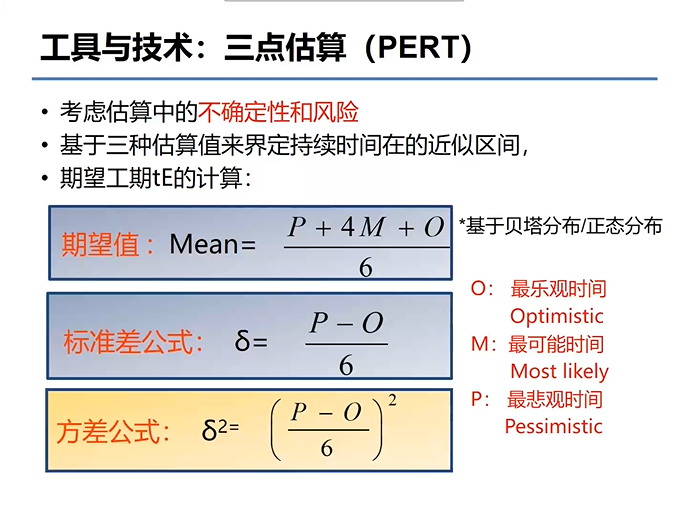 工具与技术：三点估算（PERT）
• 考虑估算中的不确定性和风险
• 基于三种估算值来界定持续时间在的近似区间，
• 期望工期tE的计算：
期望值： Mean= (P + 4M + O) / 6
*基于贝塔分布/正态分布
标准差公式： δ= (P − O) / 6
方差公式： δ2= ((P − O) / 6)²
O： 最乐观时间
Optimistic
M：最可能时间
Most likely
P： 最悲观时间
Pessimistic